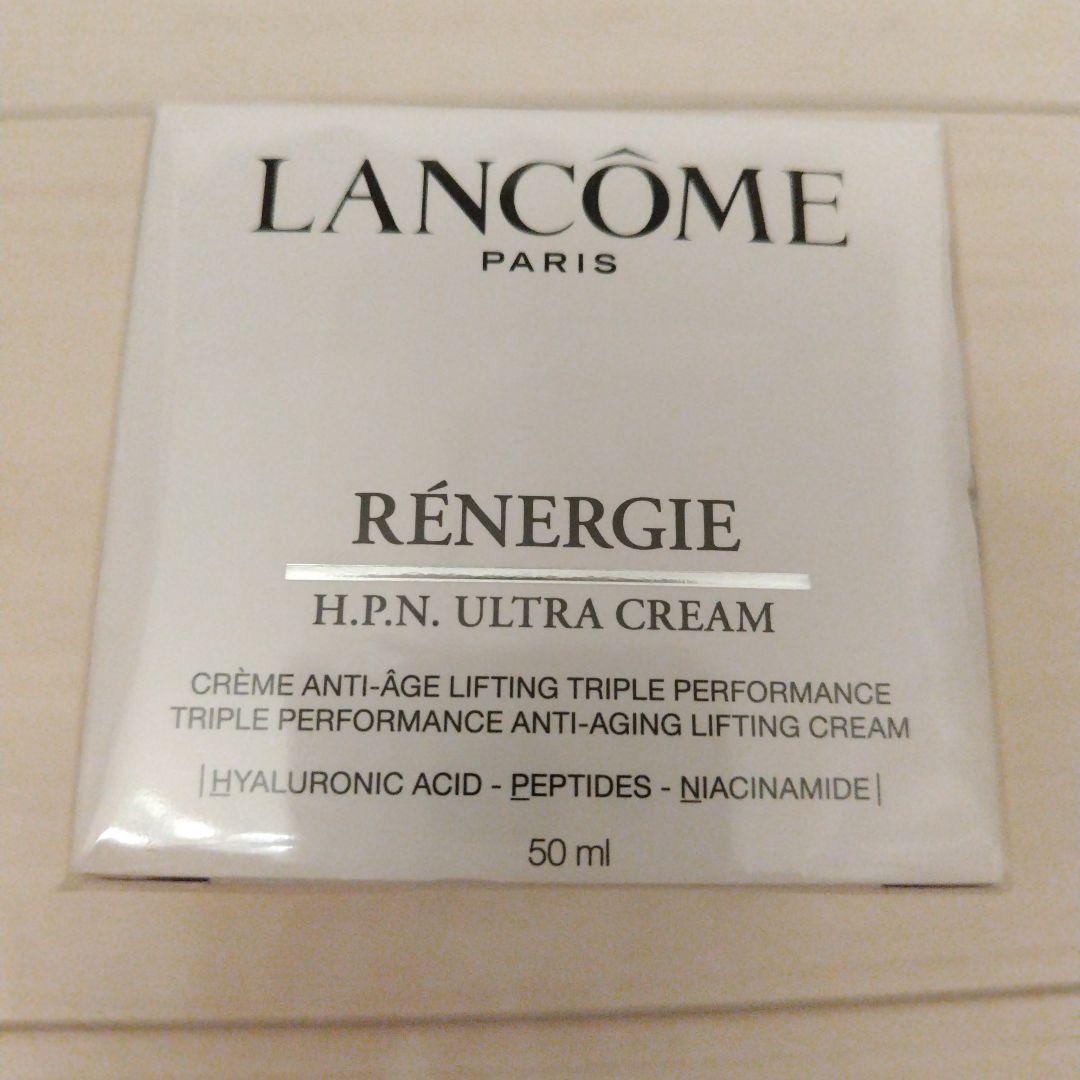 LANCÔME
PARIS
RÉNERGIE
H.P.N. ULTRA CREAM
CRÈME ANTI-ÂGE LIFTING TRIPLE PERFORMANCE
TRIPLE PERFORMANCE ANTI-AGING LIFTING CREAM
|HYALURONIC ACID - PEPTIDES - NIACINAMIDE|
50 ml